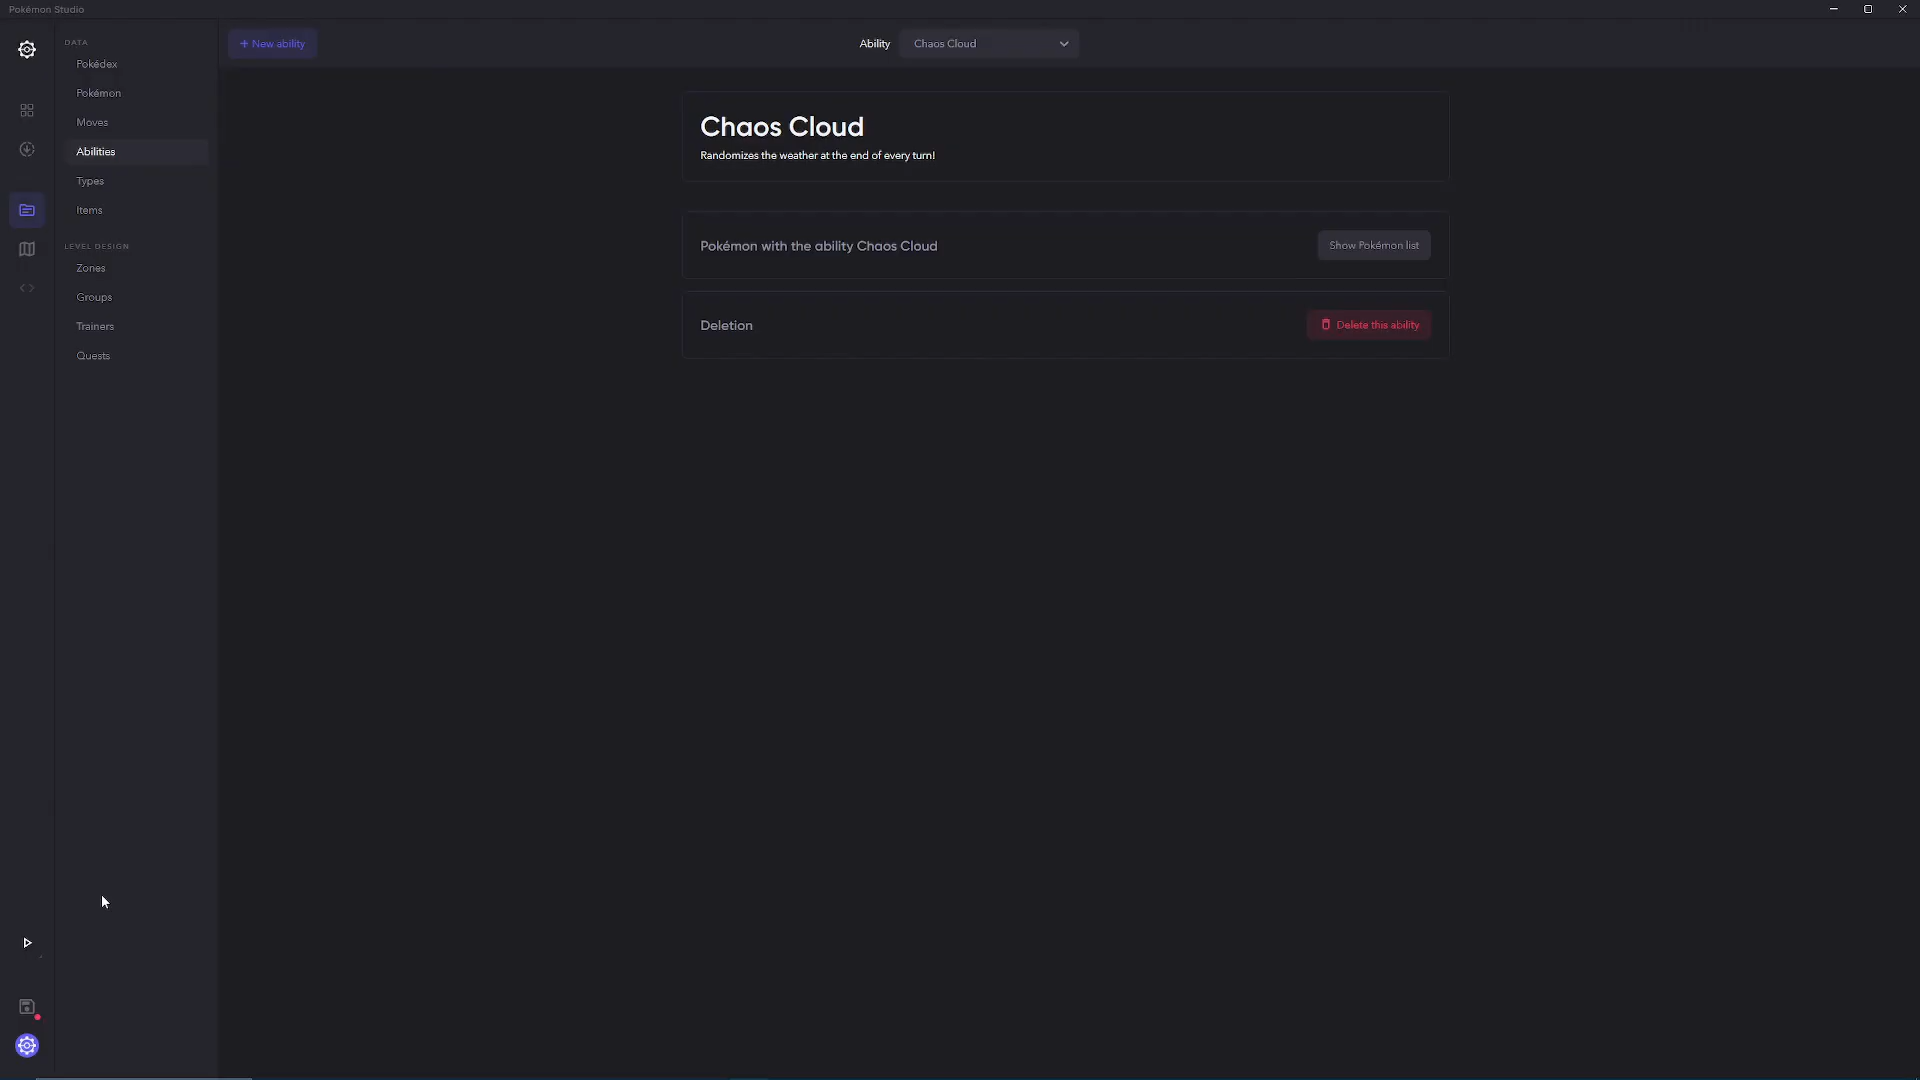 Pokémon Studio
DATA
Pokédex
Pokémon
Moves
Abilities
Types
Items
LEVEL DESIGN
Zones
Groups
Trainers
Quests
+ New ability
Ability
Chaos Cloud
Chaos Cloud
Randomizes the weather at the end of every turn!
Pokémon with the ability Chaos Cloud
Show Pokémon list
Deletion
Delete this ability